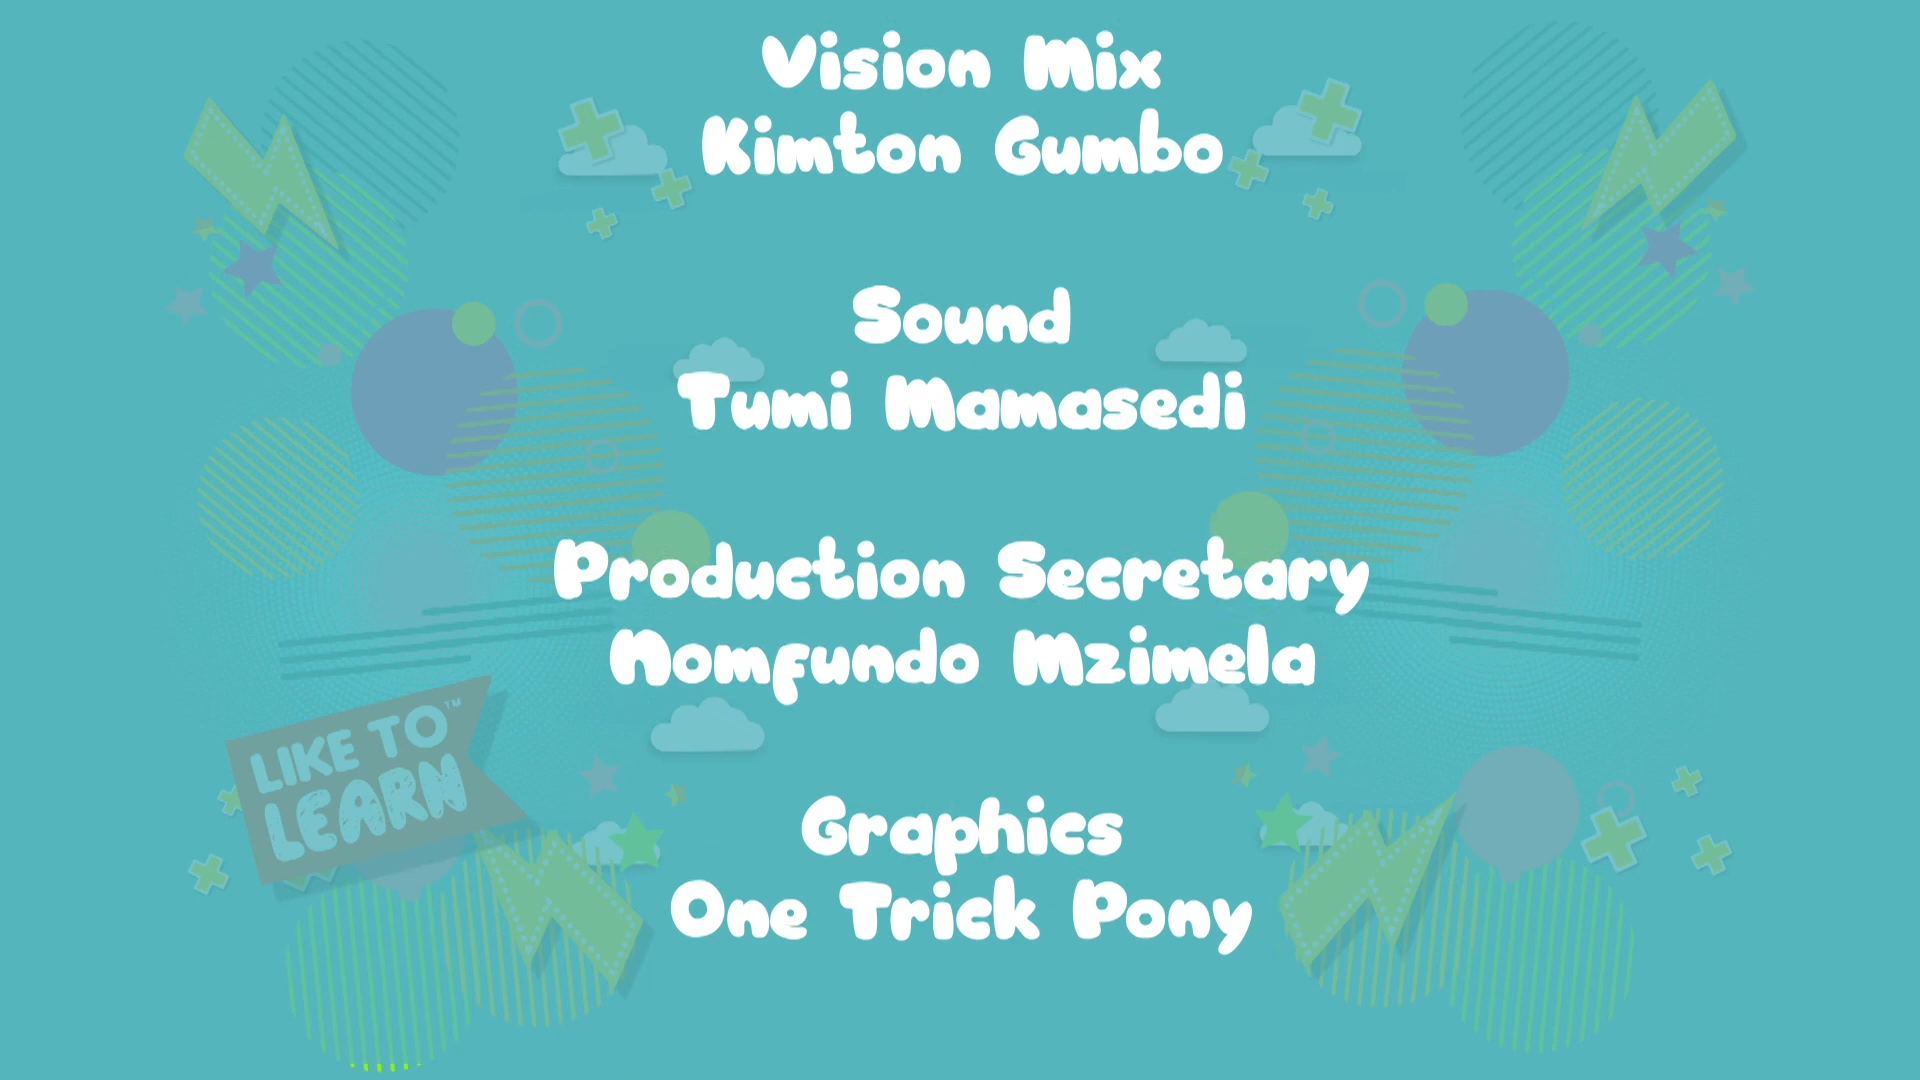 Vision Mix
Kimton Gumbo
Sound
Tumi Mamasedi
Production Secretary
Nomfundo Mzimela
LIKE TO™
LEARN
Graphics
One Trick Pony